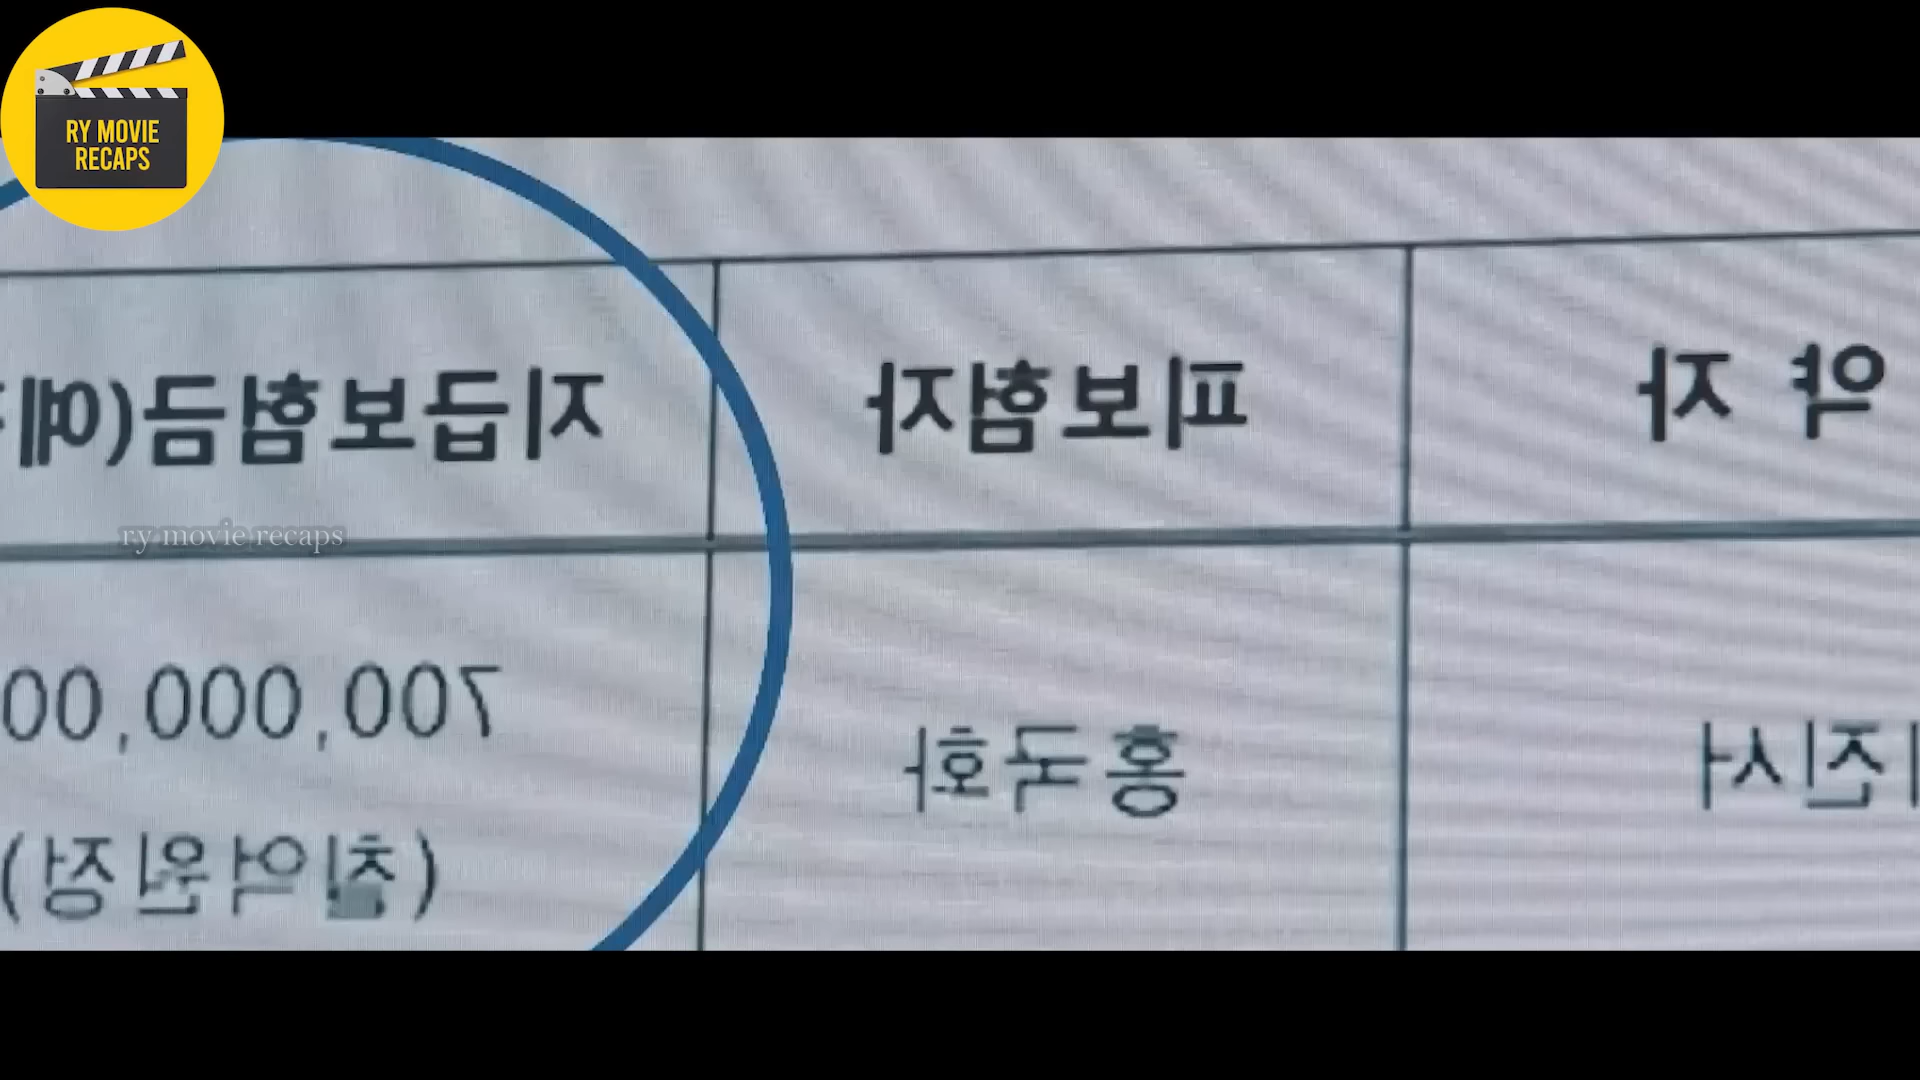 RY MOVIE
RECAPS
약 자 피보험자 지급보험금(예
ry movie recaps
진서 홍국화 700,000,00
(칠억원정)